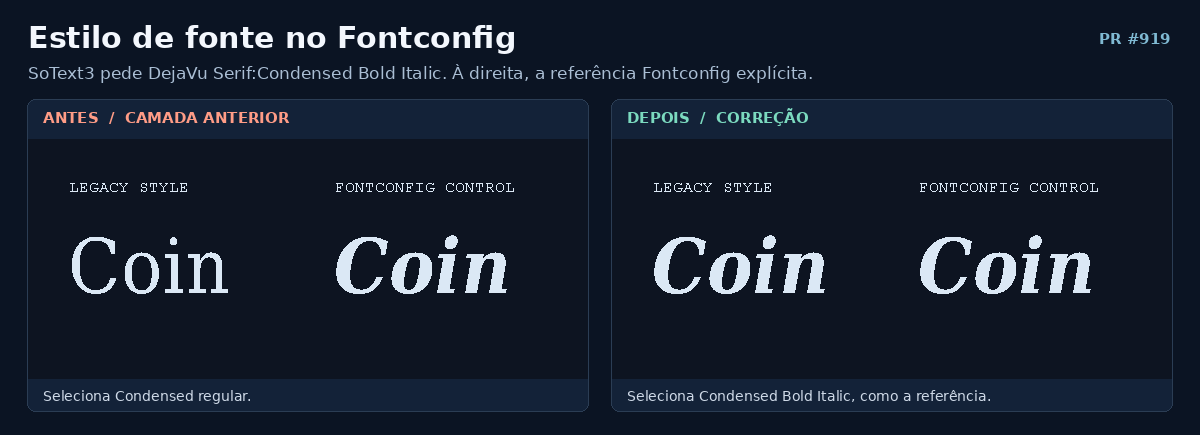 Estilo de fonte no Fontconfig
PR #919
SoText3 pede DejaVu Serif:Condensed Bold Italic. À direita, a referência Fontconfig explícita.
ANTES / CAMADA ANTERIOR
LEGACY STYLE
FONTCONFIG CONTROL
Coin
Coin
Seleciona Condensed regular.
DEPOIS / CORREÇÃO
LEGACY STYLE
FONTCONFIG CONTROL
Coin
Coin
Seleciona Condensed Bold Italic, como a referência.